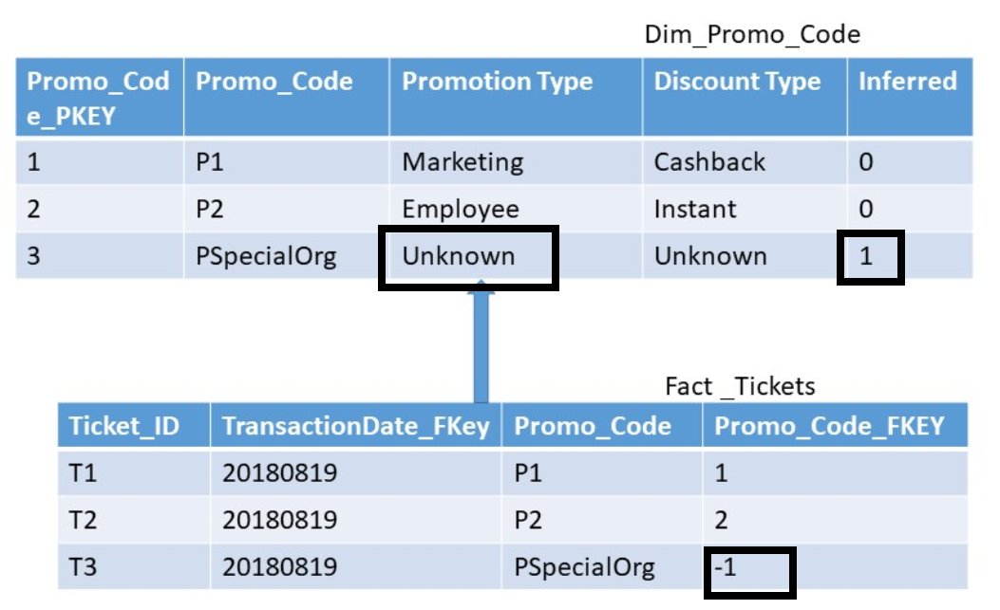 Dim_Promo_Code
Promo_Cod Promo_Code Promotion Type Discount Type Inferred
e_PKEY
1 P1 Marketing Cashback 0
2 P2 Employee Instant 0
3 PSpecialOrg Unknown Unknown 1
Fact _Tickets
Ticket_ID TransactionDate_FKey Promo_Code Promo_Code_FKEY
T1 20180819 P1 1
T2 20180819 P2 2
T3 20180819 PSpecialOrg -1